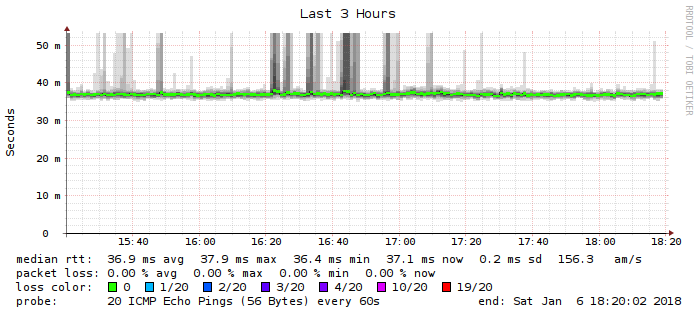 Last 3 Hours
RRDTOOL / TOBI OETIKER
Seconds
50 m
40 m
30 m
20 m
10 m
0
15:40 16:00 16:20 16:40 17:00 17:20 17:40 18:00 18:20
median rtt: 36.9 ms avg 37.9 ms max 36.4 ms min 37.1 ms now 0.2 ms sd 156.3 am/s
packet loss: 0.00 % avg 0.00 % max 0.00 % min 0.00 % now
loss color: 0 1/20 2/20 3/20 4/20 10/20 19/20
probe: 20 ICMP Echo Pings (56 Bytes) every 60s end: Sat Jan 6 18:20:02 2018